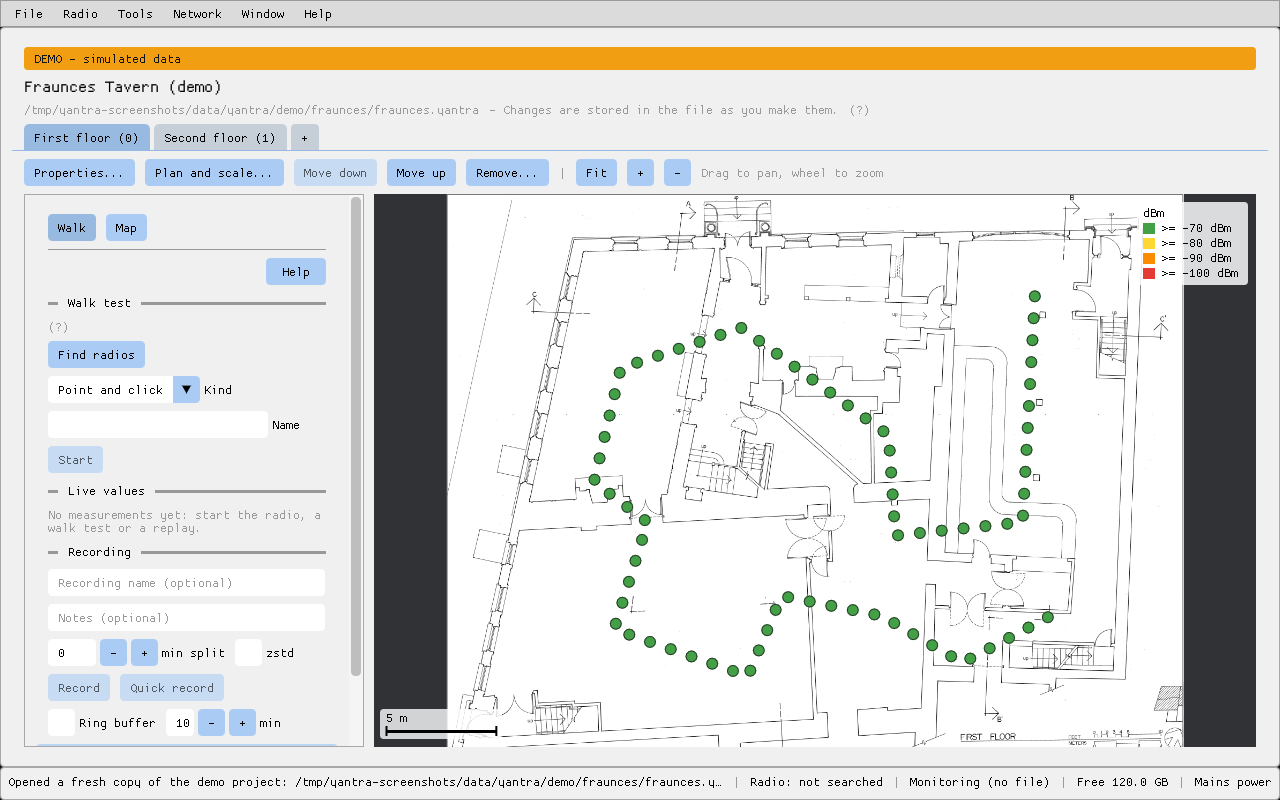 File Radio Tools Network Window Help
DEMO - simulated data
Fraunces Tavern (demo)
/tmp/yantra-screenshots/data/yantra/demo/fraunces/fraunces.yantra - Changes are stored in the file as you make them. (?)
First floor (0) Second floor (1) +
Properties... Plan and scale... Move down Move up Remove... | Fit + - Drag to pan, wheel to zoom
Walk Map
Help
Walk test
(?)
Find radios
Point and click ▼ Kind
Name
Start
Live values
No measurements yet: start the radio, a
walk test or a replay.
Recording
Recording name (optional)
Notes (optional)
0 - + min split zstd
Record Quick record
Ring buffer 10 - + min
dBm
>= -70 dBm
>= -80 dBm
>= -90 dBm
>= -100 dBm
A
B
C
C'
B'
5 m
FIRST FLOOR
METERS
Opened a fresh copy of the demo project: /tmp/yantra-screenshots/data/yantra/demo/fraunces/fraunces.y… | Radio: not searched | Monitoring (no file) | Free 120.0 GB | Mains power